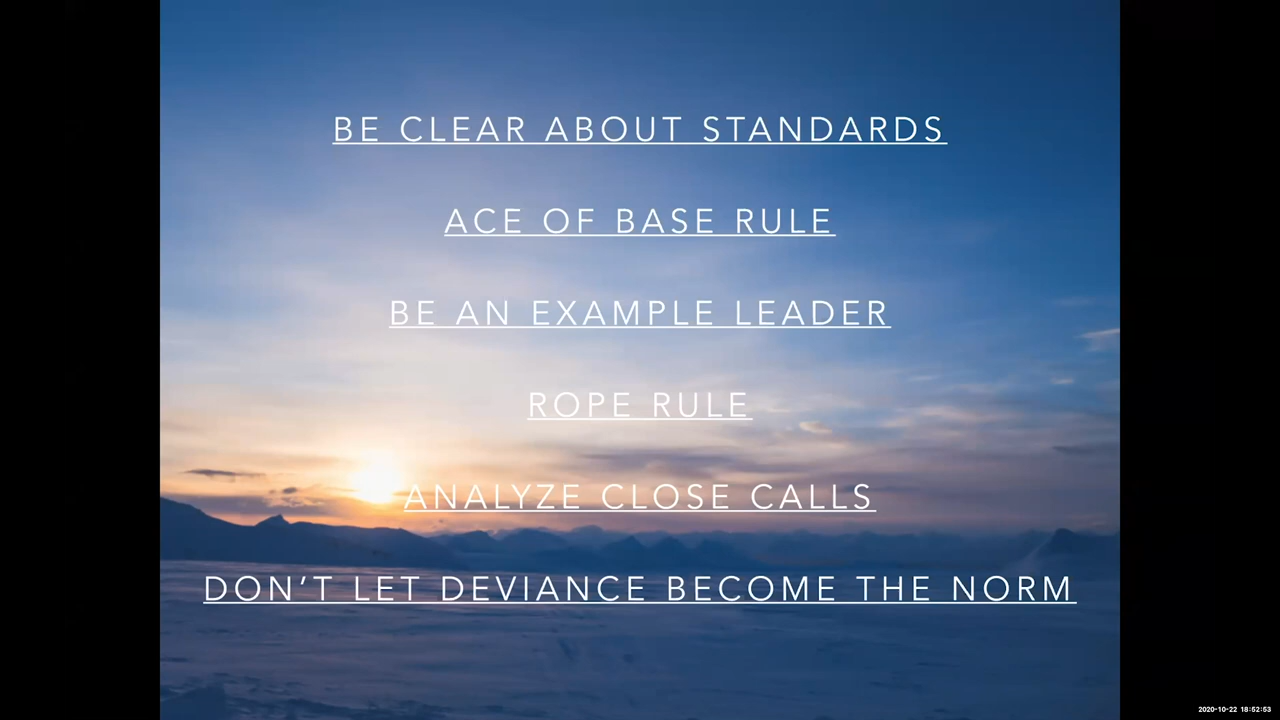 BE CLEAR ABOUT STANDARDS
ACE OF BASE RULE
BE AN EXAMPLE LEADER
ROPE RULE
ANALYZE CLOSE CALLS
DON’T LET DEVIANCE BECOME THE NORM
2020-10-22 18:52:53